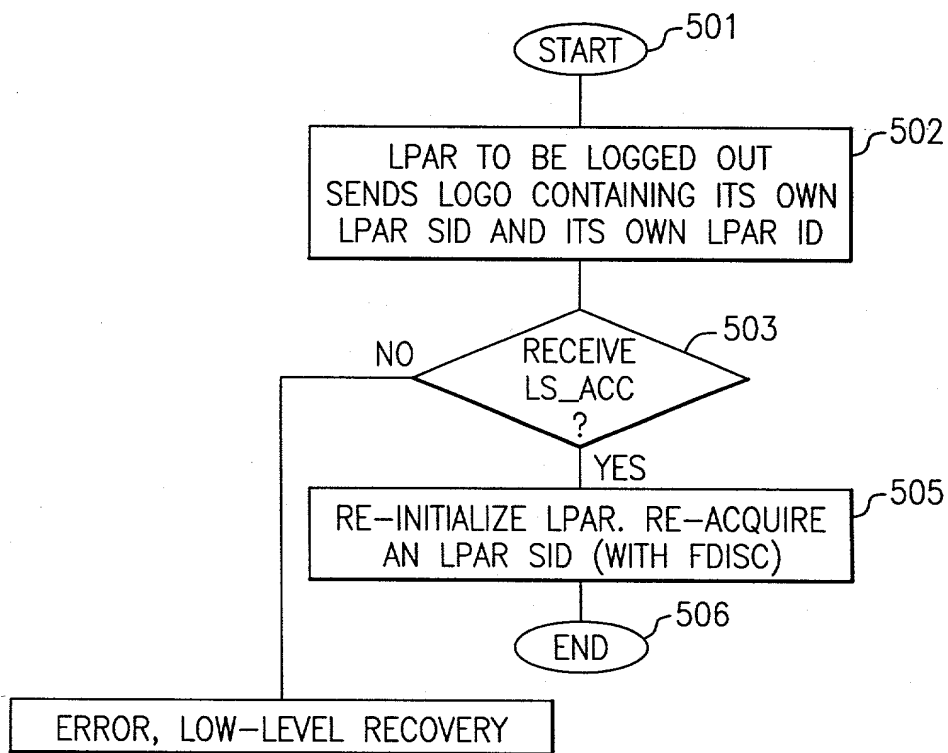 START
501
502
LPAR TO BE LOGGED OUT
SENDS LOGO CONTAINING ITS OWN
LPAR SID AND ITS OWN LPAR ID
503
NO
RECEIVE
LS_ACC
?
YES
505
RE-INITIALIZE LPAR. RE-ACQUIRE
AN LPAR SID (WITH FDISC)
506
END
ERROR, LOW-LEVEL RECOVERY